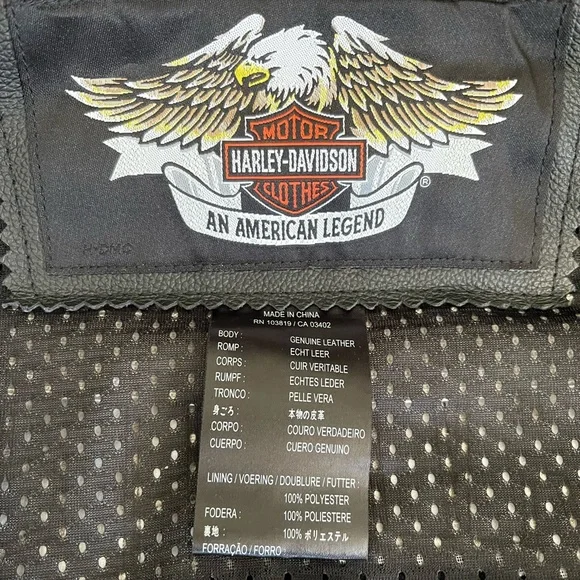 MOTOR
HARLEY-DAVIDSON
CLOTHES
®
AN AMERICAN LEGEND
H-DMC
MADE IN CHINA
RN 103819 / CA 03402
BODY : GENUINE LEATHER
ROMP : ECHT LEER
CORPS : CUIR VERITABLE
RUMPF : ECHTES LEDER
TRONCO : PELLE VERA
身ごろ : 本物の皮革
CORPO : COURO VERDADEIRO
CUERPO : CUERO GENUINO
LINING / VOERING / DOUBLURE / FUTTER :
100% POLYESTER
FODERA : 100% POLIESTERE
裏地 : 100% ポリエステル
FORRAÇÃO / FORRO